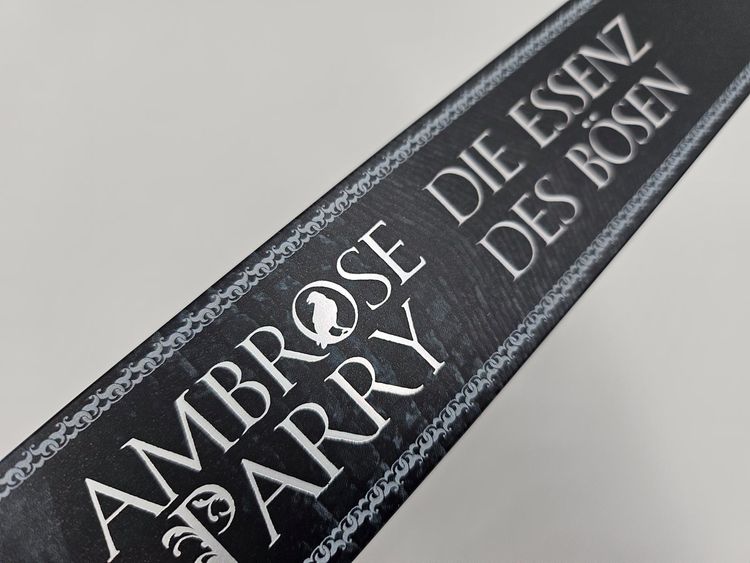 AMBROSE
PARRY
DIE ESSENZ
DES BÖSEN